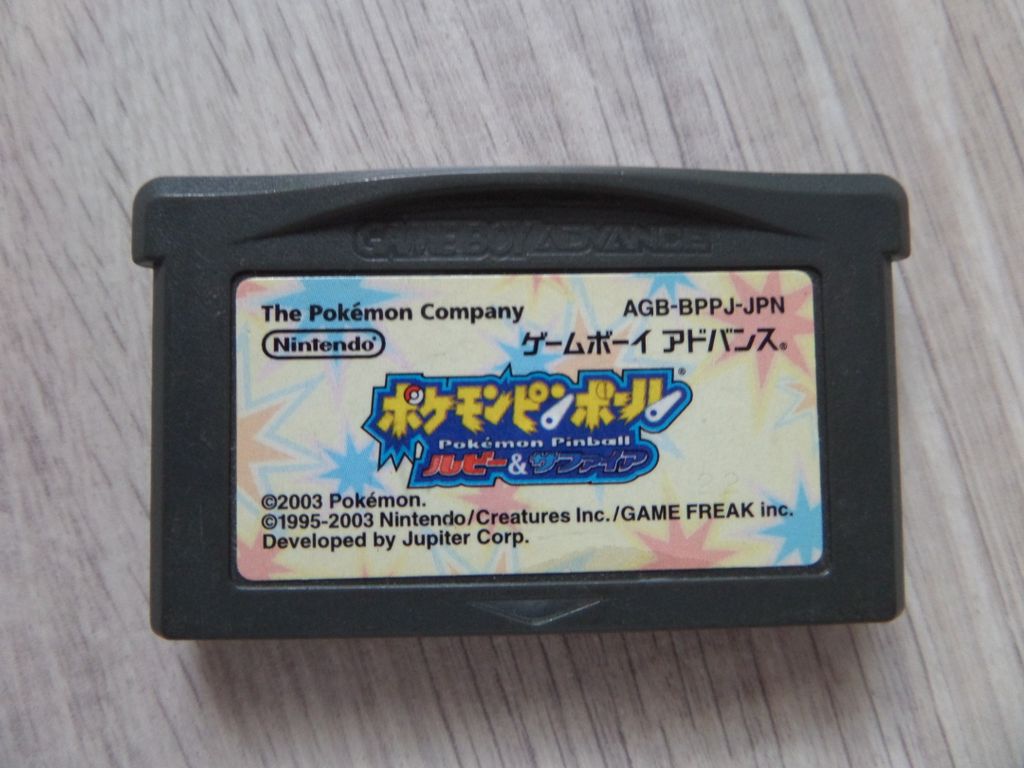 GAME BOY ADVANCE
The Pokémon Company AGB-BPPJ-JPN
Nintendo® ゲームボーイ アドバンス®
ポケモンピンボール®
Pokémon Pinball
ルビー&サファイア
©2003 Pokémon.
©1995-2003 Nintendo/Creatures Inc./GAME FREAK inc.
Developed by Jupiter Corp.